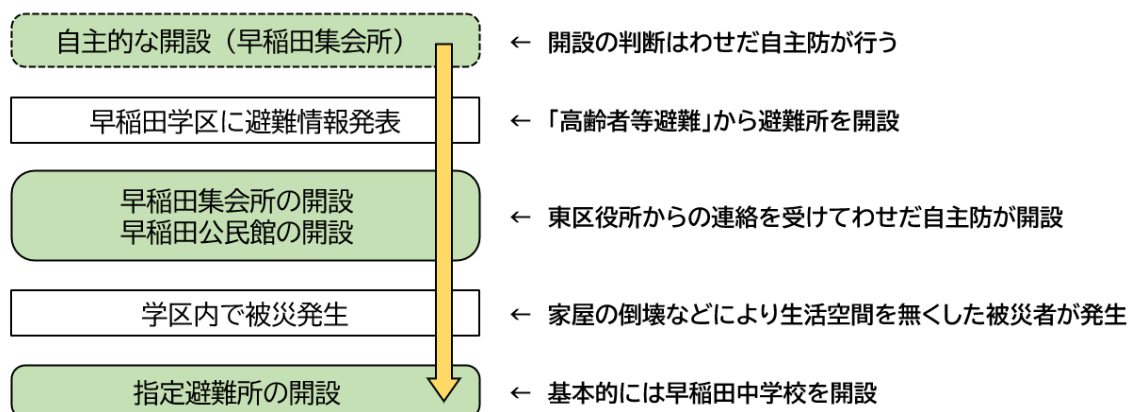 自主的な開設（早稲田集会所）
← 開設の判断はわせだ自主防が行う
早稲田学区に避難情報発表
← 「高齢者等避難」から避難所を開設
早稲田集会所の開設
早稲田公民館の開設
← 東区役所からの連絡を受けてわせだ自主防が開設
学区内で被災発生
← 家屋の倒壊などにより生活空間を無くした被災者が発生
指定避難所の開設
← 基本的には早稲田中学校を開設